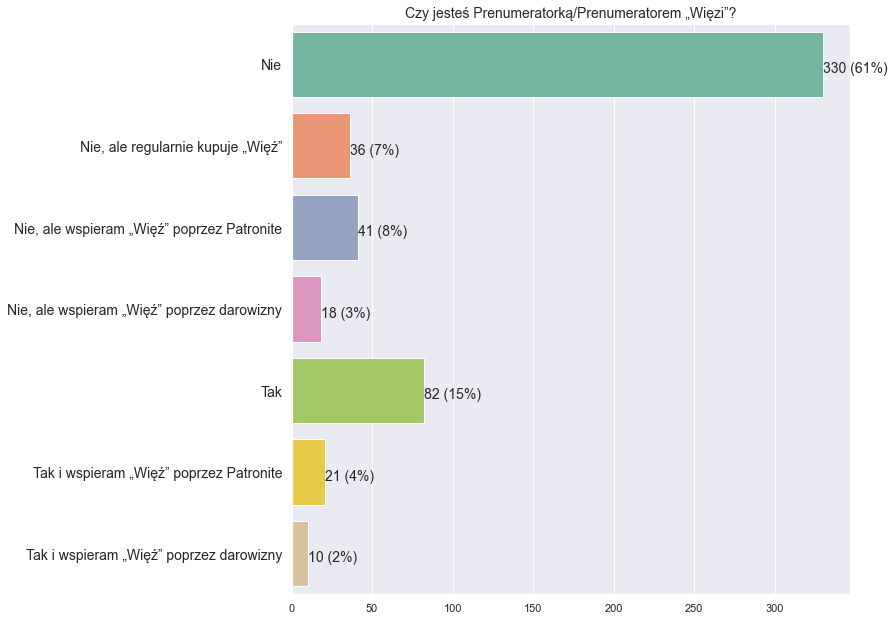 Czy jesteś Prenumeratorką/Prenumeratorem „Więzi”?
Nie
330 (61%)
Nie, ale regularnie kupuje „Więź”
36 (7%)
Nie, ale wspieram „Więź” poprzez Patronite
41 (8%)
Nie, ale wspieram „Więź” poprzez darowizny
18 (3%)
Tak
82 (15%)
Tak i wspieram „Więź” poprzez Patronite
21 (4%)
Tak i wspieram „Więź” poprzez darowizny
10 (2%)
0 50 100 150 200 250 300